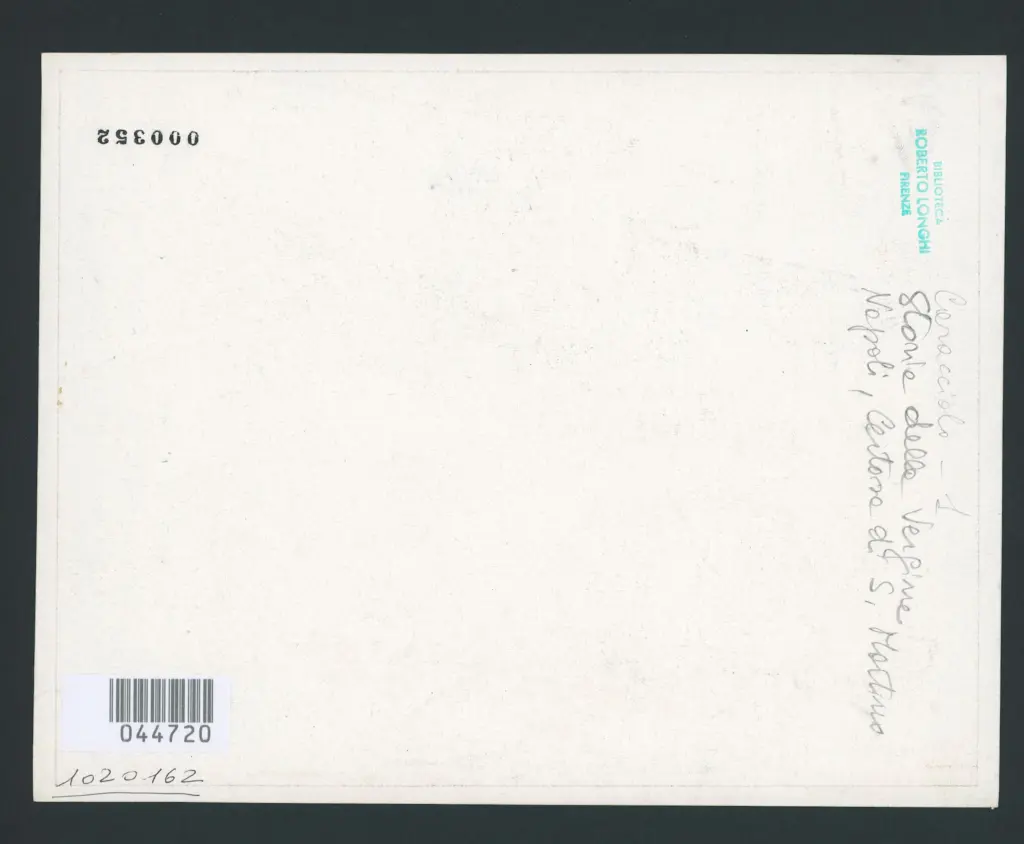 000352
BIBLIOTECA
ROBERTO LONGHI
FIRENZE
Caracciolo - 1
Storie della Vergine
Napoli, Certosa di S. Martino
044720
1020162